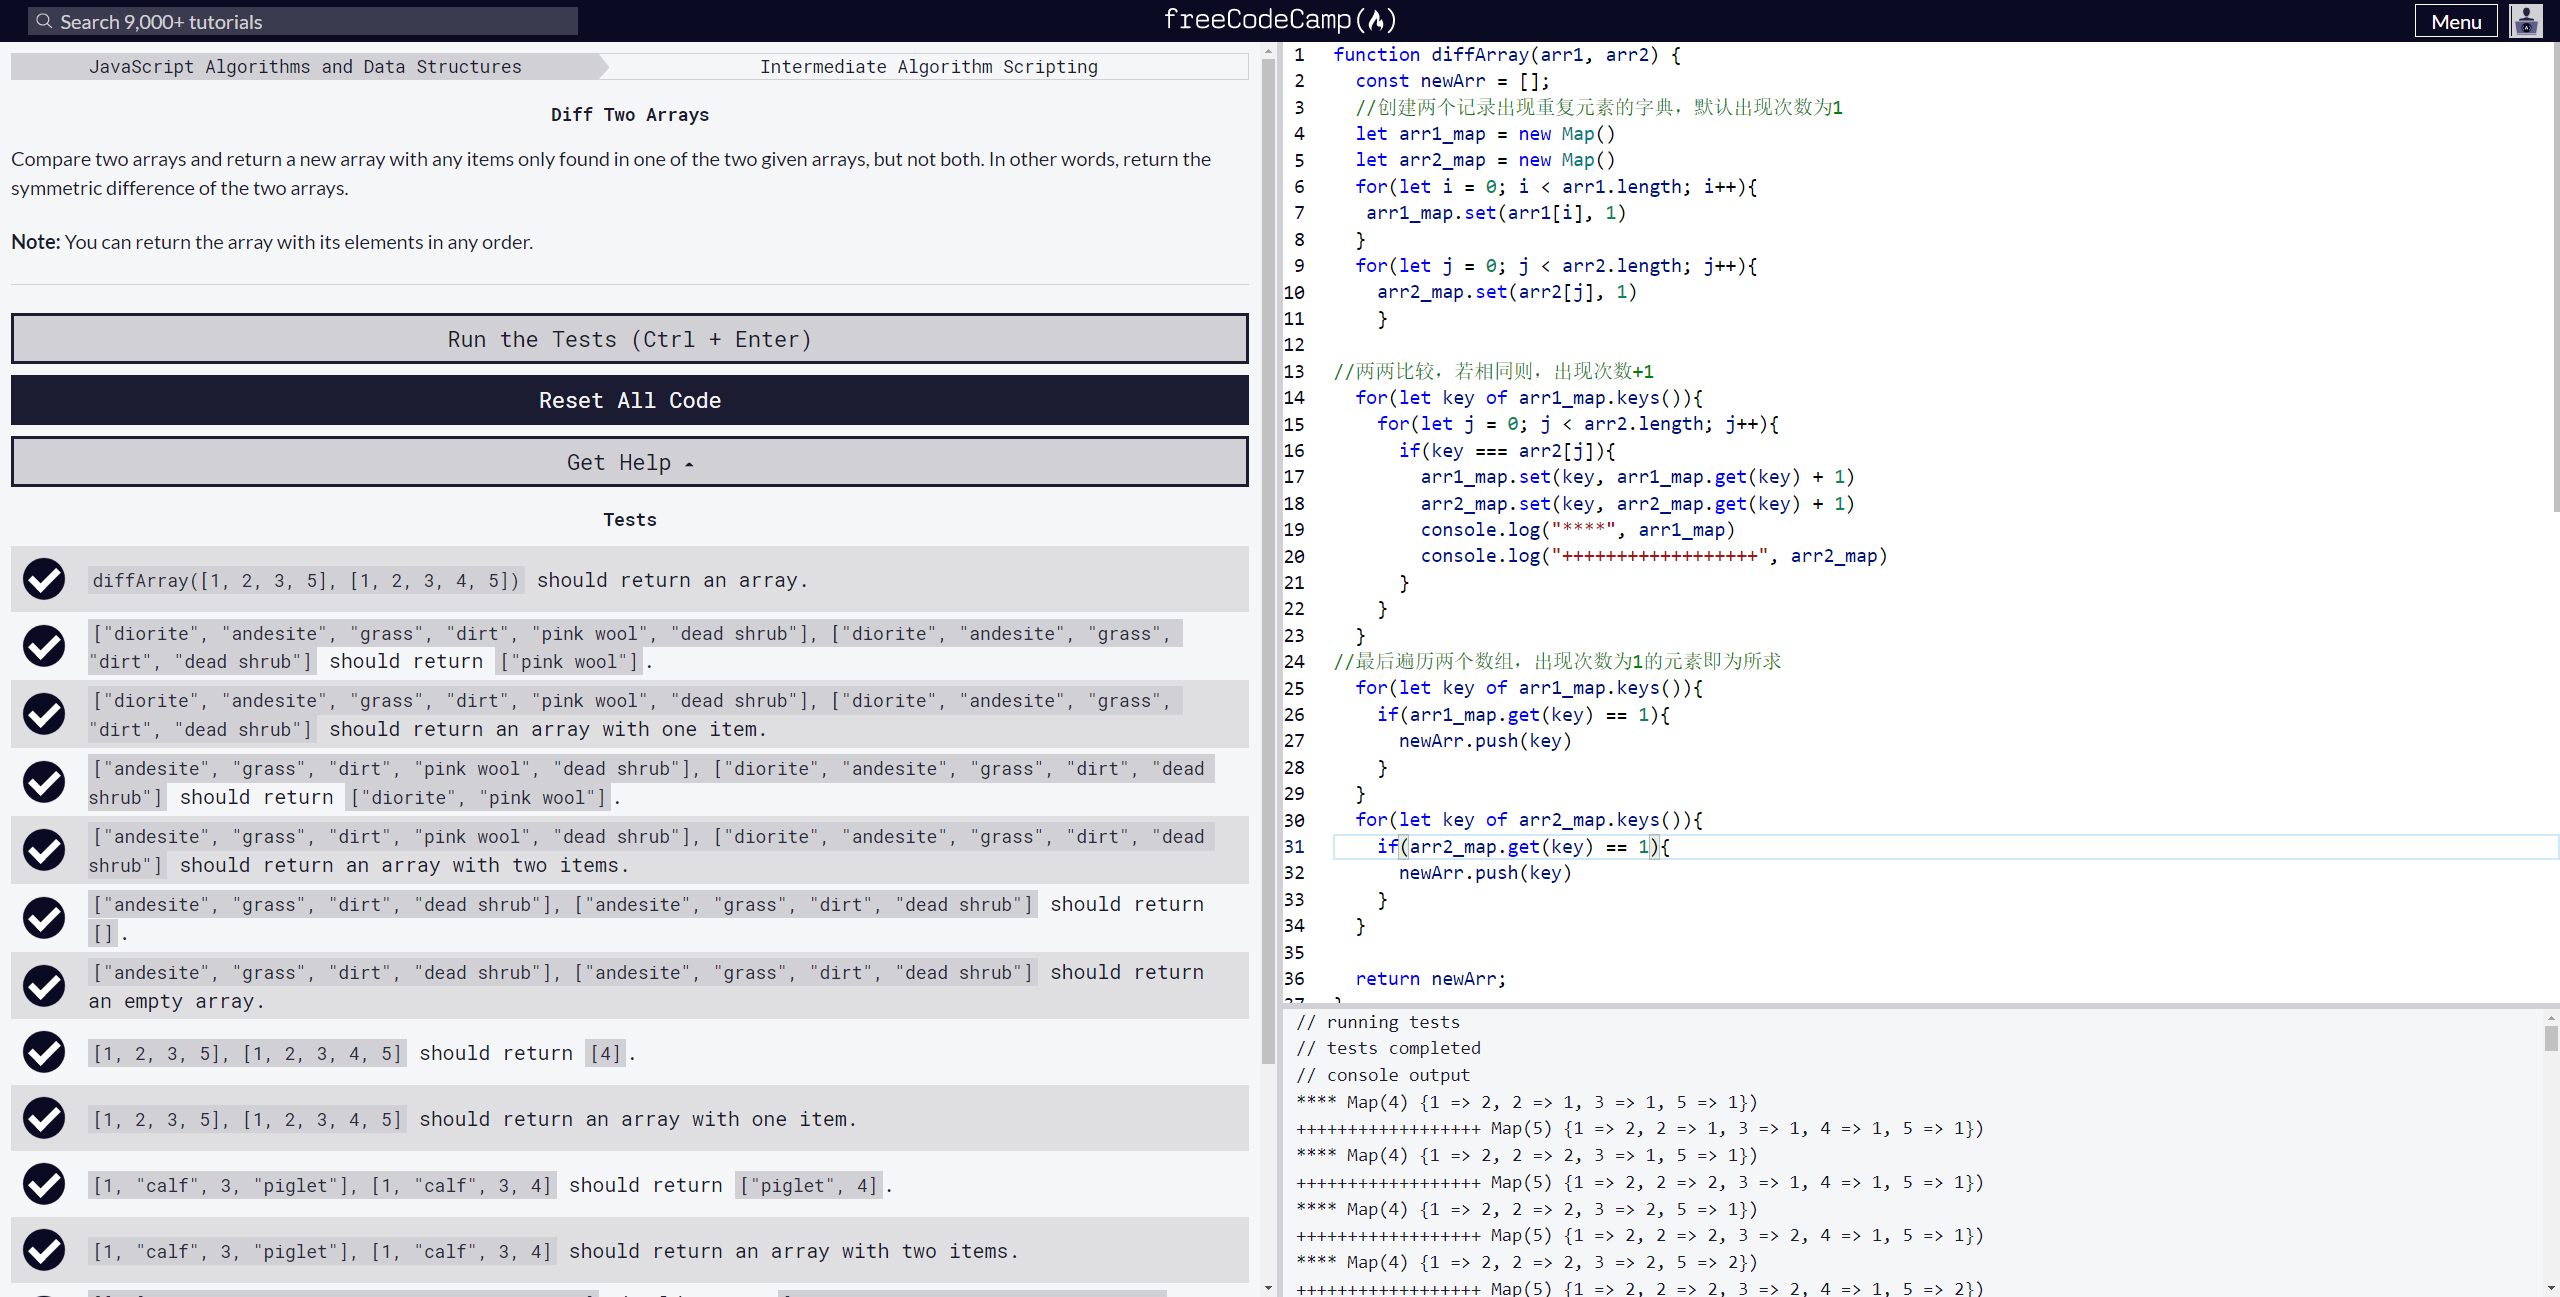 Search 9,000+ tutorials
freeCodeCamp
Menu
JavaScript Algorithms and Data Structures
Intermediate Algorithm Scripting
Diff Two Arrays
Compare two arrays and return a new array with any items only found in one of the two given arrays, but not both. In other words, return the
symmetric difference of the two arrays.
Note: You can return the array with its elements in any order.
Run the Tests (Ctrl + Enter)
Reset All Code
Get Help
Tests
diffArray([1, 2, 3, 5], [1, 2, 3, 4, 5]) should return an array.
["diorite", "andesite", "grass", "dirt", "pink wool", "dead shrub"], ["diorite", "andesite", "grass",
"dirt", "dead shrub"] should return ["pink wool"].
["diorite", "andesite", "grass", "dirt", "pink wool", "dead shrub"], ["diorite", "andesite", "grass",
"dirt", "dead shrub"] should return an array with one item.
["andesite", "grass", "dirt", "pink wool", "dead shrub"], ["diorite", "andesite", "grass", "dirt", "dead
shrub"] should return ["diorite", "pink wool"].
["andesite", "grass", "dirt", "pink wool", "dead shrub"], ["diorite", "andesite", "grass", "dirt", "dead
shrub"] should return an array with two items.
["andesite", "grass", "dirt", "dead shrub"], ["andesite", "grass", "dirt", "dead shrub"] should return
[].
["andesite", "grass", "dirt", "dead shrub"], ["andesite", "grass", "dirt", "dead shrub"] should return
an empty array.
[1, 2, 3, 5], [1, 2, 3, 4, 5] should return [4].
[1, 2, 3, 5], [1, 2, 3, 4, 5] should return an array with one item.
[1, "calf", 3, "piglet"], [1, "calf", 3, 4] should return ["piglet", 4].
[1, "calf", 3, "piglet"], [1, "calf", 3, 4] should return an array with two items.
1 function diffArray(arr1, arr2) {
2 const newArr = [];
3 //创建两个记录出现重复元素的字典，默认出现次数为1
4 let arr1_map = new Map()
5 let arr2_map = new Map()
6 for(let i = 0; i < arr1.length; i++){
7 arr1_map.set(arr1[i], 1)
8 }
9 for(let j = 0; j < arr2.length; j++){
10 arr2_map.set(arr2[j], 1)
11 }
12
13 //两两比较，若相同则，出现次数+1
14 for(let key of arr1_map.keys()){
15 for(let j = 0; j < arr2.length; j++){
16 if(key === arr2[j]){
17 arr1_map.set(key, arr1_map.get(key) + 1)
18 arr2_map.set(key, arr2_map.get(key) + 1)
19 console.log("****", arr1_map)
20 console.log("++++++++++++++++++", arr2_map)
21 }
22 }
23 }
24 //最后遍历两个数组，出现次数为1的元素即为所求
25 for(let key of arr1_map.keys()){
26 if(arr1_map.get(key) == 1){
27 newArr.push(key)
28 }
29 }
30 for(let key of arr2_map.keys()){
31 if(arr2_map.get(key) == 1){
32 newArr.push(key)
33 }
34 }
35
36 return newArr;
37 }
// running tests
// tests completed
// console output
**** Map(4) {1 => 2, 2 => 1, 3 => 1, 5 => 1})
++++++++++++++++++ Map(5) {1 => 2, 2 => 1, 3 => 1, 4 => 1, 5 => 1})
**** Map(4) {1 => 2, 2 => 2, 3 => 1, 5 => 1})
++++++++++++++++++ Map(5) {1 => 2, 2 => 2, 3 => 1, 4 => 1, 5 => 1})
**** Map(4) {1 => 2, 2 => 2, 3 => 2, 5 => 1})
++++++++++++++++++ Map(5) {1 => 2, 2 => 2, 3 => 2, 4 => 1, 5 => 1})
**** Map(4) {1 => 2, 2 => 2, 3 => 2, 5 => 2})
++++++++++++++++++ Map(5) {1 => 2, 2 => 2, 3 => 2, 4 => 1, 5 => 2})